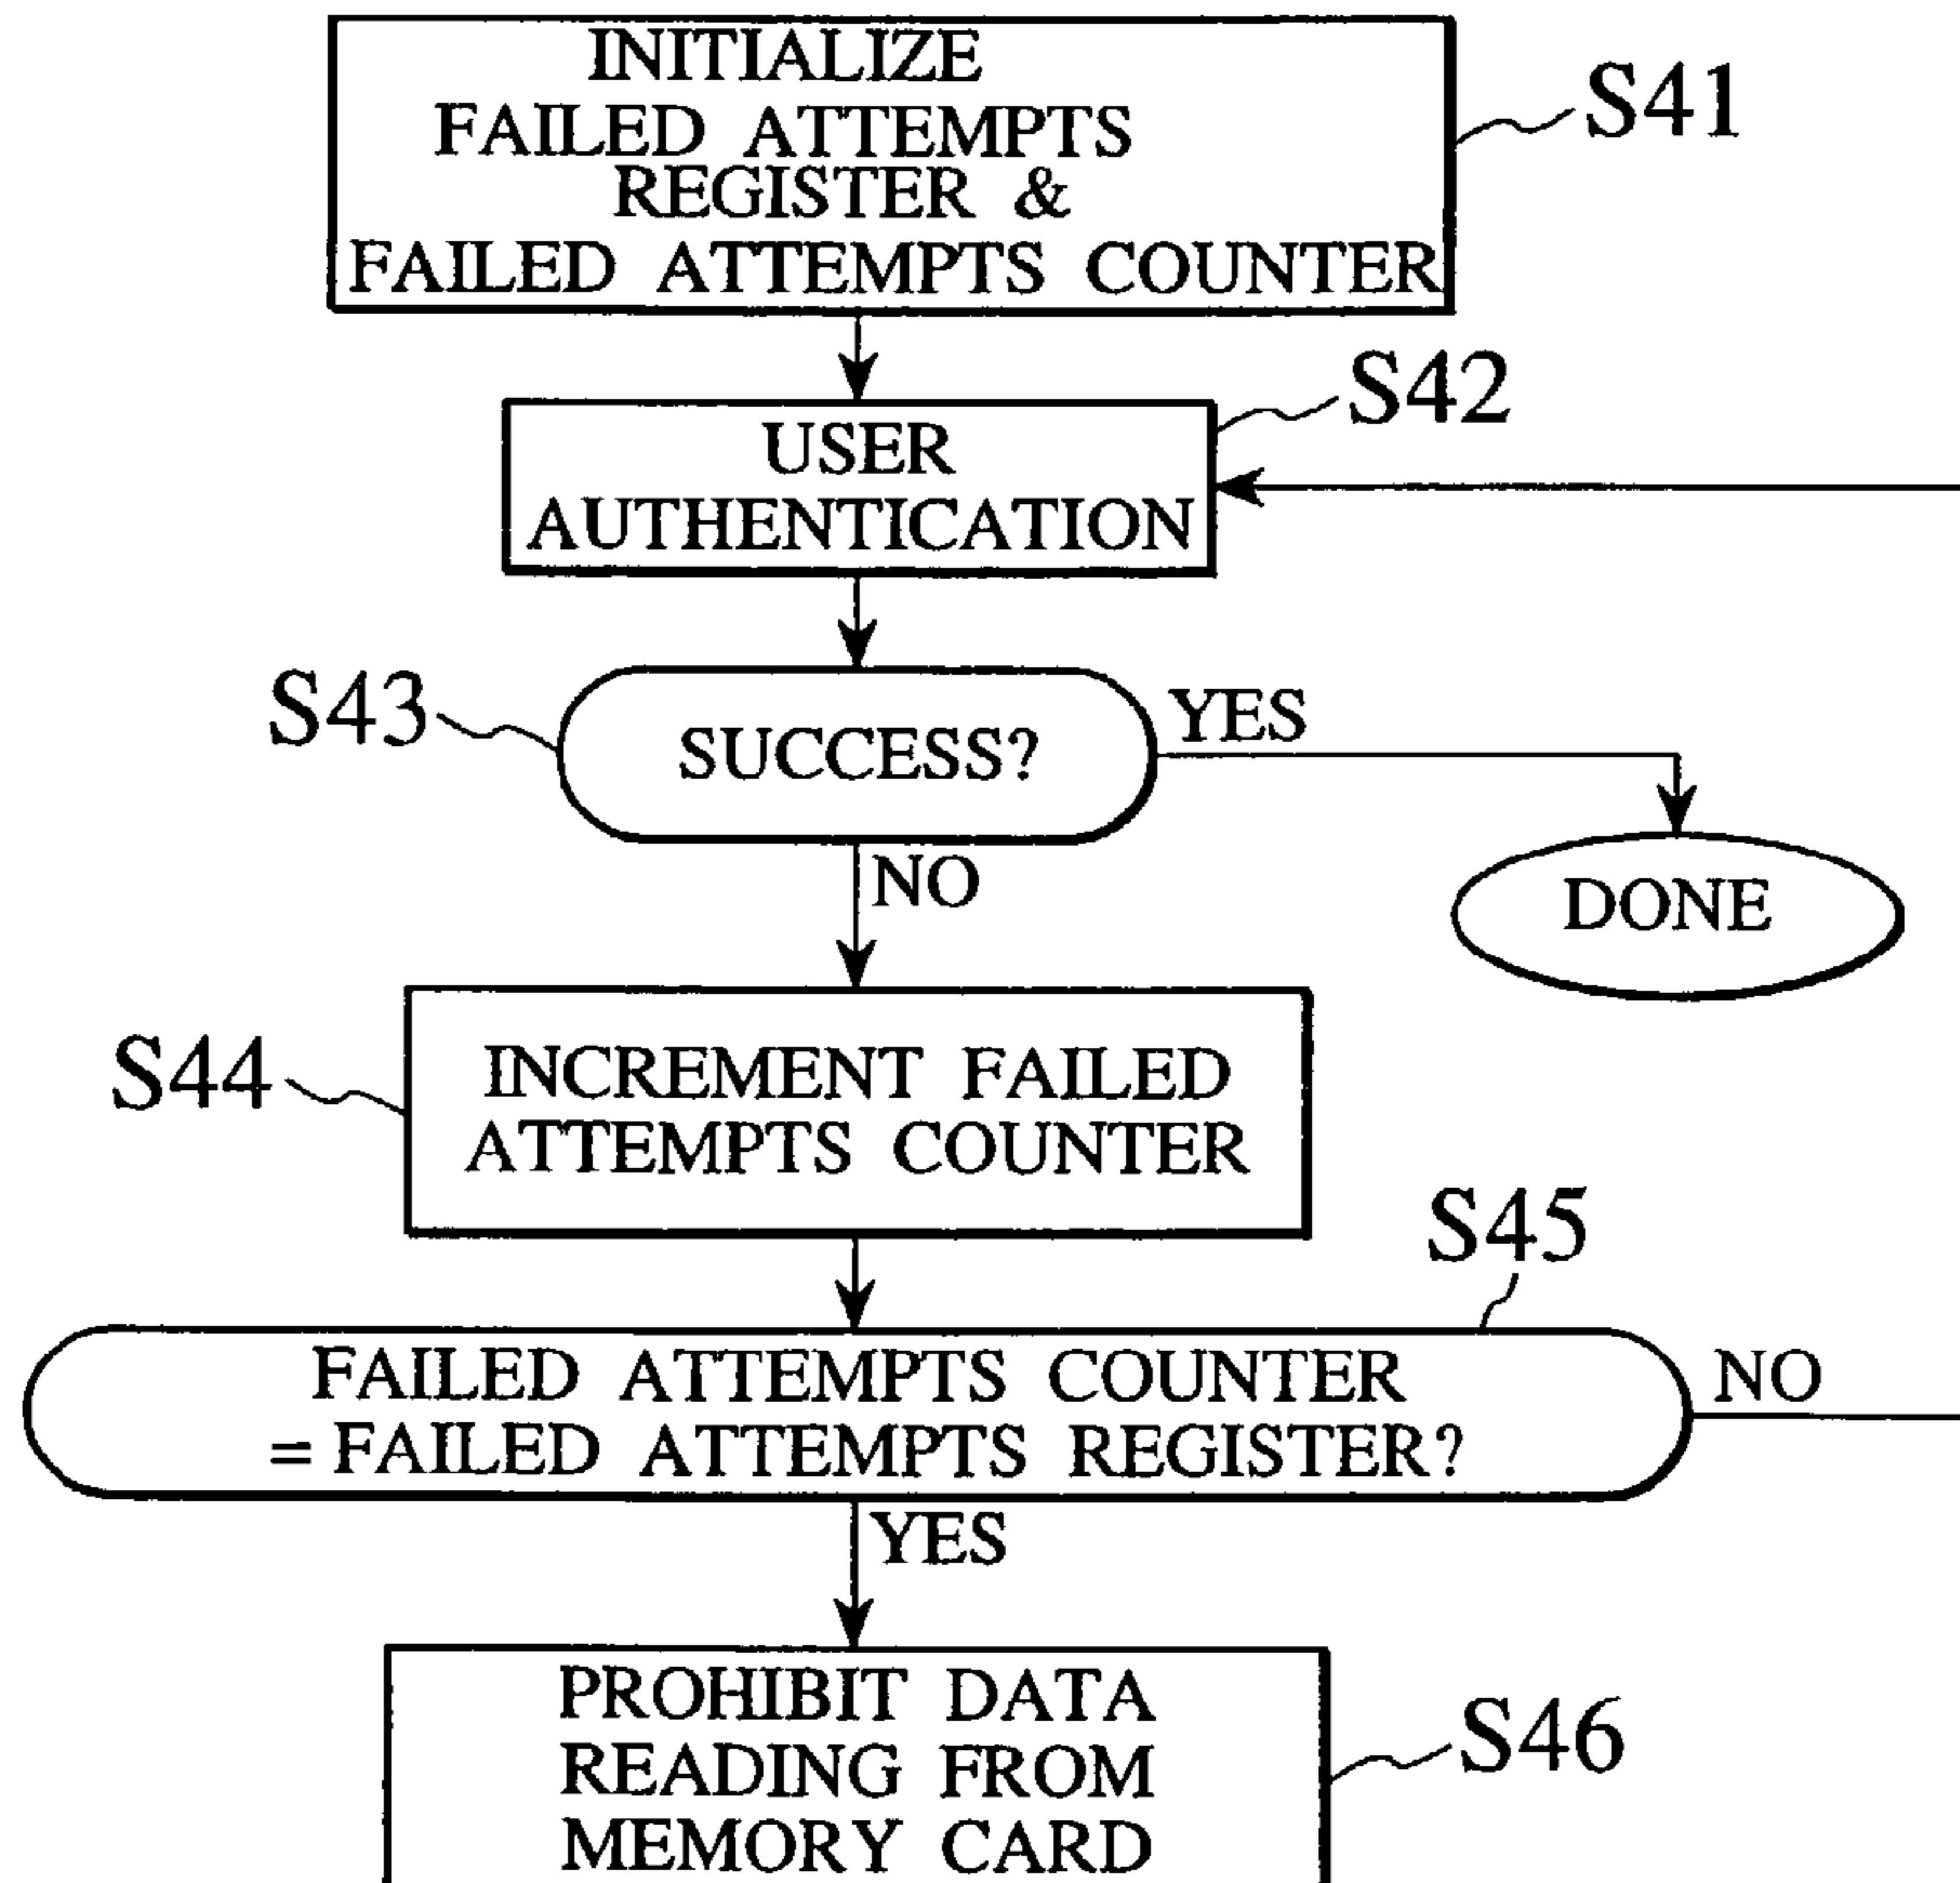 INITIALIZE
FAILED ATTEMPTS
REGISTER &
FAILED ATTEMPTS COUNTER
S41
S42
USER
AUTHENTICATION
S43
SUCCESS?
YES
NO
DONE
S44
INCREMENT FAILED
ATTEMPTS COUNTER
S45
FAILED ATTEMPTS COUNTER
= FAILED ATTEMPTS REGISTER?
NO
YES
PROHIBIT DATA
READING FROM
MEMORY CARD
S46